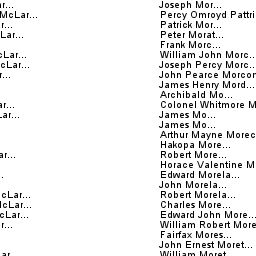 r... Joseph Mor...
McLar... Percy Omroyd Pattri
r... Patrick Mor...
Lar... Peter Morat...
Frank Morc...
cLar... William John Morc...
cLar... Joseph Percy Morc...
r... John Pearce Morcor
James Henry Mord...
Archibald Mo...
ar... Colonel Whitmore M
Lar... James Mo...
James Mo...
Arthur Mayne Morec
Hakopa More...
ar... Robert More...
Horace Valentine M
.. Edward Morela...
John Morela...
cLar... Robert Morela...
McLar... Charles More...
cLar... Edward John More...
r... William Robert More
Fairfax Mores...
John Ernest Moret...
ar William Moret